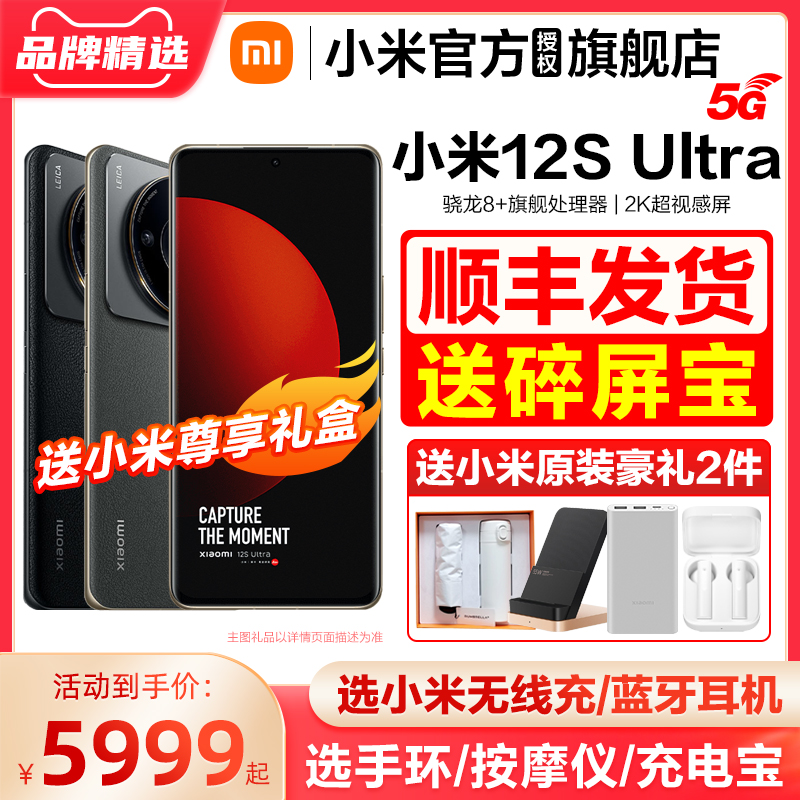 品牌精选
小米官方授权旗舰店
5G
小米12S Ultra
骁龙8+旗舰处理器 | 2K超视感屏
顺丰发货
送碎屏宝
送小米原装豪礼2件
LEICA
LEICA
送小米尊享礼盒
CAPTURE
THE MOMENT
xiaomi 12S Ultra
xiaomi
xiaomi
主图礼品以详情页面描述为准
活动到手价：
¥5999起
选小米无线充/蓝牙耳机
选手环/按摩仪/充电宝